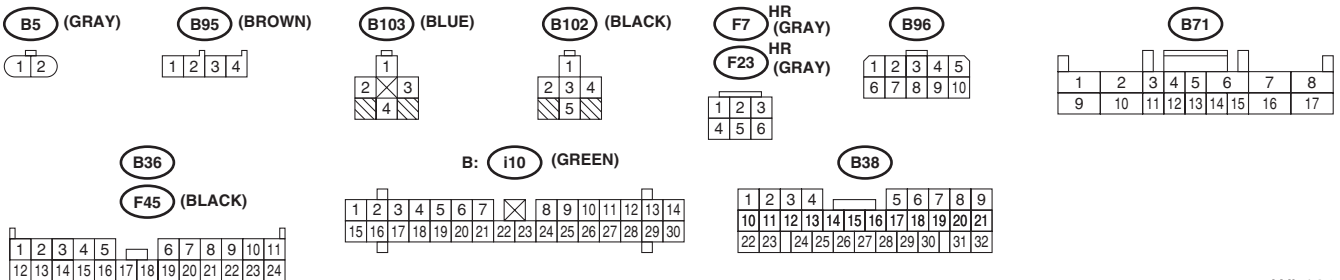 B5 (GRAY)
1 2
B95 (BROWN)
1 2 3 4
B103 (BLUE)
1
2 3
4
B102 (BLACK)
1
2 3 4
5
F7 HR (GRAY)
F23 HR (GRAY)
1 2 3
4 5 6
B96
1 2 3 4 5
6 7 8 9 10
B71
1 2 3 4 5 6 7 8
9 10 11 12 13 14 15 16 17
B36
F45 (BLACK)
1 2 3 4 5 6 7 8 9 10 11
12 13 14 15 16 17 18 19 20 21 22 23 24
B: i10 (GREEN)
1 2 3 4 5 6 7 8 9 10 11 12 13 14
15 16 17 18 19 20 21 22 23 24 25 26 27 28 29 30
B38
1 2 3 4 5 6 7 8 9
10 11 12 13 14 15 16 17 18 19 20 21
22 23 24 25 26 27 28 29 30 31 32